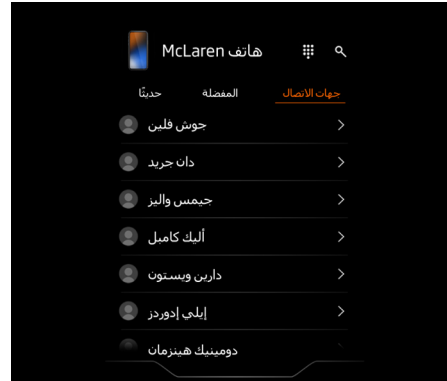 هاتف McLaren
جهات الاتصال المفضلة حديثًا
جوش فلين
دان جريد
جيمس واليز
أليك كامبل
دارين ويستون
إيلي إدوردز
دومينيك هينزمان